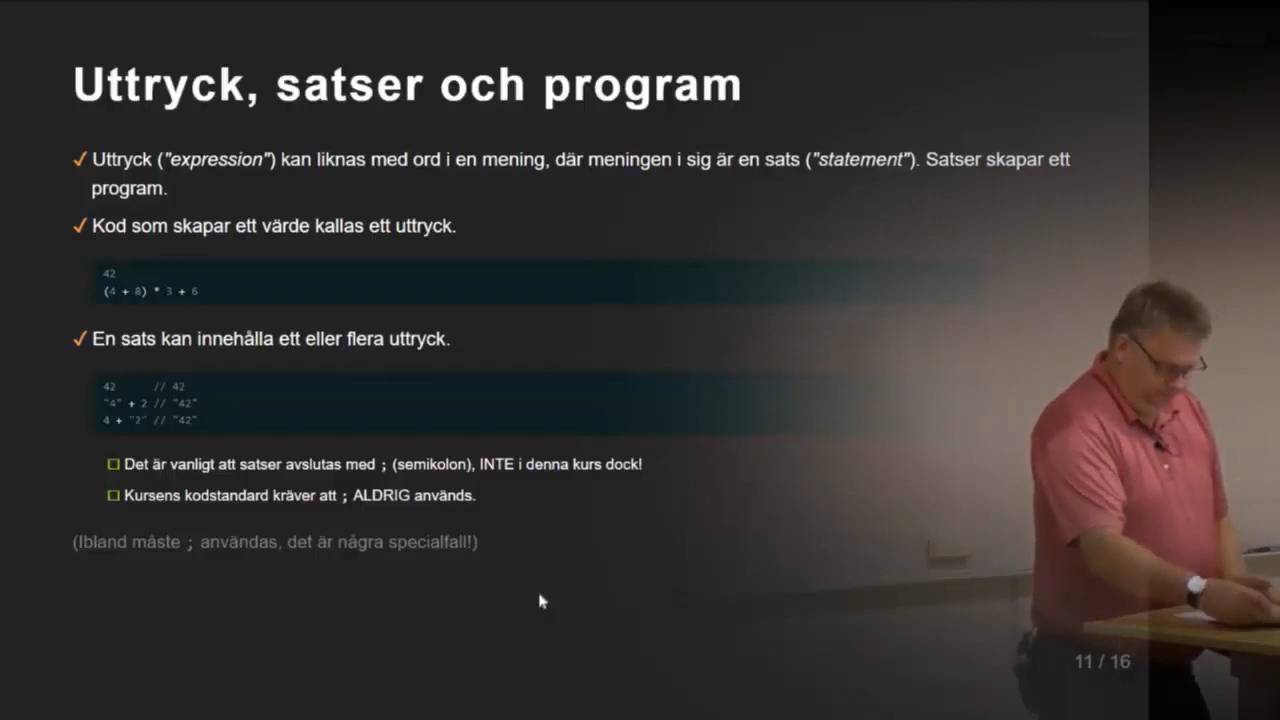 Uttryck, satser och program
✓ Uttryck ("expression") kan liknas med ord i en mening, där meningen i sig är en sats ("statement"). Satser skapar ett
program.
✓ Kod som skapar ett värde kallas ett uttryck.
42
(4 + 8) * 3 + 6
✓ En sats kan innehålla ett eller flera uttryck.
42 // 42
"4" + 2 // "42"
4 + "2" // "42"
Det är vanligt att satser avslutas med ; (semikolon), INTE i denna kurs dock!
Kursens kodstandard kräver att ; ALDRIG används.
(Ibland måste ; användas, det är några specialfall!)
11 / 16